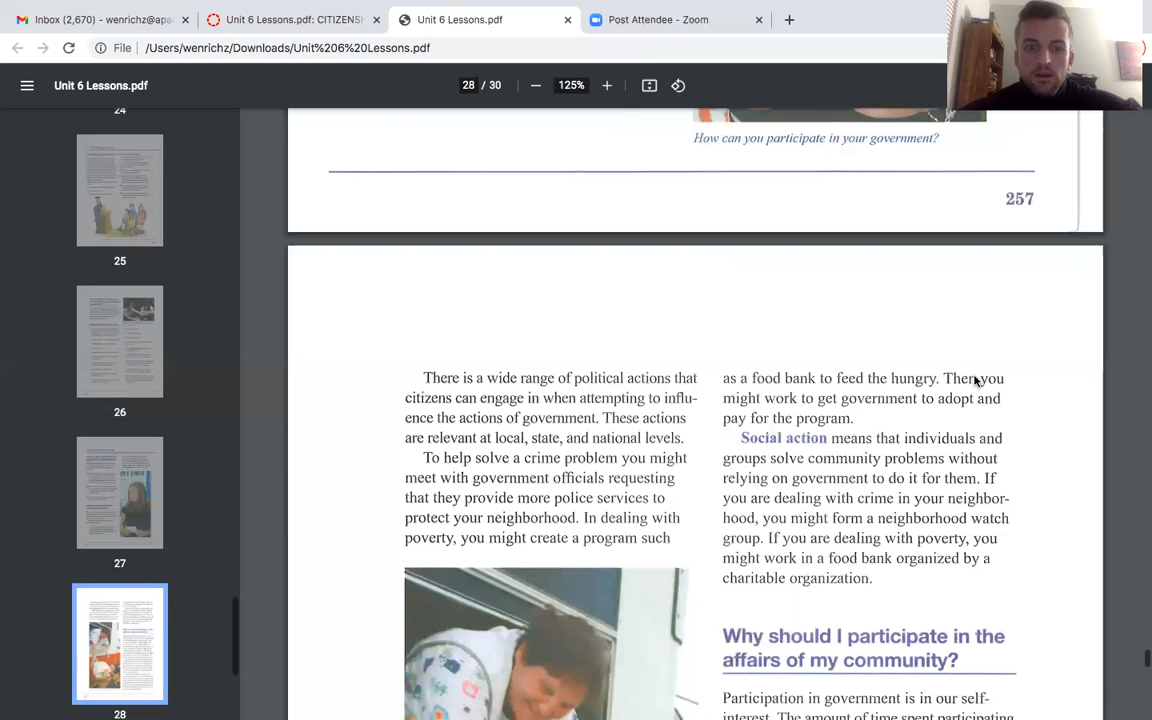 Inbox (2,670) - wenrichz@apa
Unit 6 Lessons.pdf: CITIZENSH
Unit 6 Lessons.pdf
Post Attendee - Zoom
File
/Users/wenrichz/Downloads/Unit%206%20Lessons.pdf
Unit 6 Lessons.pdf
28 / 30
125%
24
25
26
27
28
How can you participate in your government?
257
There is a wide range of political actions that
citizens can engage in when attempting to influ-
ence the actions of government. These actions
are relevant at local, state, and national levels.
To help solve a crime problem you might
meet with government officials requesting
that they provide more police services to
protect your neighborhood. In dealing with
poverty, you might create a program such
as a food bank to feed the hungry. Then you
might work to get government to adopt and
pay for the program.
Social action means that individuals and
groups solve community problems without
relying on government to do it for them. If
you are dealing with crime in your neighbor-
hood, you might form a neighborhood watch
group. If you are dealing with poverty, you
might work in a food bank organized by a
charitable organization.
Why should I participate in the
affairs of my community?
Participation in government is in our self-
interest. The amount of time spent participating